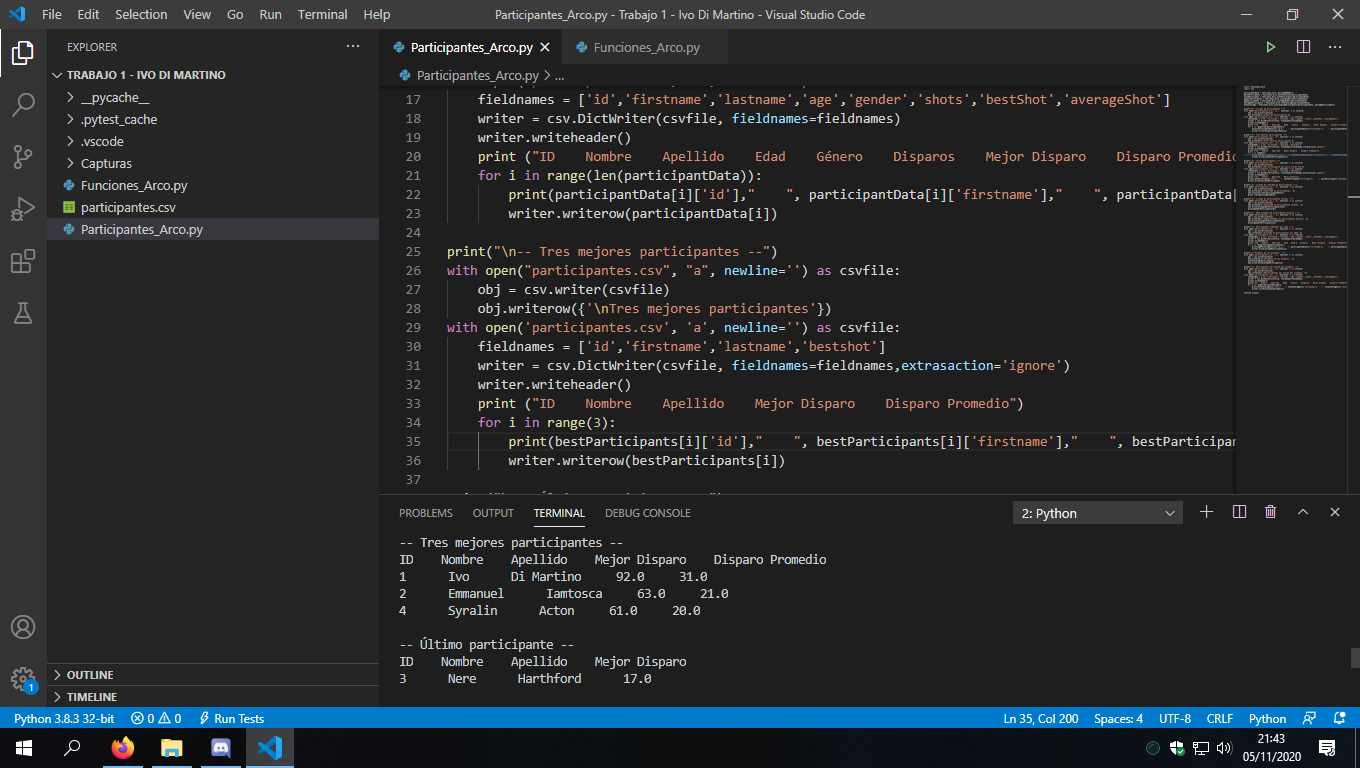 File Edit Selection View Go Run Terminal Help Participantes_Arco.py - Trabajo 1 - Ivo Di Martino - Visual Studio Code
EXPLORER
TRABAJO 1 - IVO DI MARTINO
__pycache__
.pytest_cache
.vscode
Capturas
Funciones_Arco.py
participantes.csv
Participantes_Arco.py
OUTLINE
TIMELINE
Participantes_Arco.py Funciones_Arco.py
Participantes_Arco.py > ...
17 fieldnames = ['id','firstname','lastname','age','gender','shots','bestShot','averageShot']
18 writer = csv.DictWriter(csvfile, fieldnames=fieldnames)
19 writer.writeheader()
20 print ("ID    Nombre    Apellido    Edad    Género    Disparos    Mejor Disparo    Disparo Promedio
21 for i in range(len(participantData)):
22 print(participantData[i]['id'],"    ", participantData[i]['firstname'],"    ", participantData
23 writer.writerow(participantData[i])
24
25 print("\n-- Tres mejores participantes --")
26 with open("participantes.csv", "a", newline='') as csvfile:
27 obj = csv.writer(csvfile)
28 obj.writerow({'\nTres mejores participantes'})
29 with open('participantes.csv', 'a', newline='') as csvfile:
30 fieldnames = ['id','firstname','lastname','bestshot']
31 writer = csv.DictWriter(csvfile, fieldnames=fieldnames,extrasaction='ignore')
32 writer.writeheader()
33 print ("ID    Nombre    Apellido    Mejor Disparo    Disparo Promedio")
34 for i in range(3):
35 print(bestParticipants[i]['id'],"    ", bestParticipants[i]['firstname'],"    ", bestParticipan
36 writer.writerow(bestParticipants[i])
37
PROBLEMS OUTPUT TERMINAL DEBUG CONSOLE 2: Python
-- Tres mejores participantes --
ID    Nombre    Apellido    Mejor Disparo    Disparo Promedio
1      Ivo      Di Martino     92.0     31.0
2      Emmanuel      Iamtosca     63.0     21.0
4      Syralin      Acton     61.0     20.0
-- Último participante --
ID    Nombre    Apellido    Mejor Disparo
3      Nere      Harthford      17.0
1
Python 3.8.3 32-bit 0 0 Run Tests Ln 35, Col 200 Spaces: 4 UTF-8 CRLF Python
21:43
05/11/2020